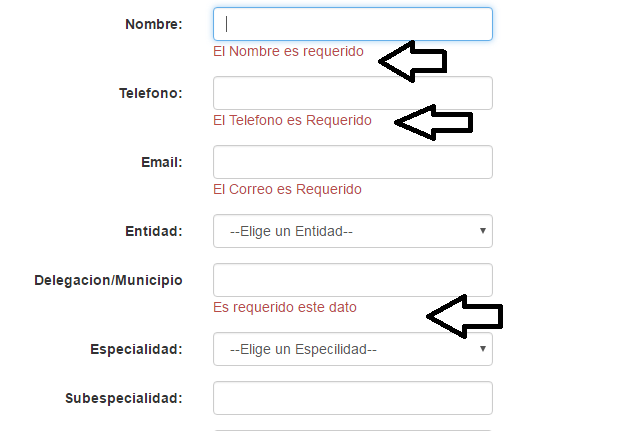 Nombre:
El Nombre es requerido
Telefono:
El Telefono es Requerido
Email:
El Correo es Requerido
Entidad: --Elige un Entidad--
Delegacion/Municipio
Es requerido este dato
Especialidad: --Elige un Especilidad--
Subespecialidad: